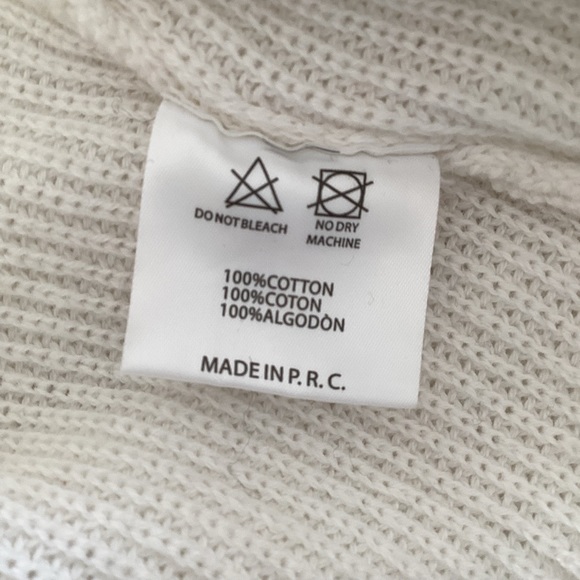 DO NOT BLEACH
NO DRY
MACHINE
100%COTTON
100%COTON
100%ALGODÒN
MADE IN P. R. C.